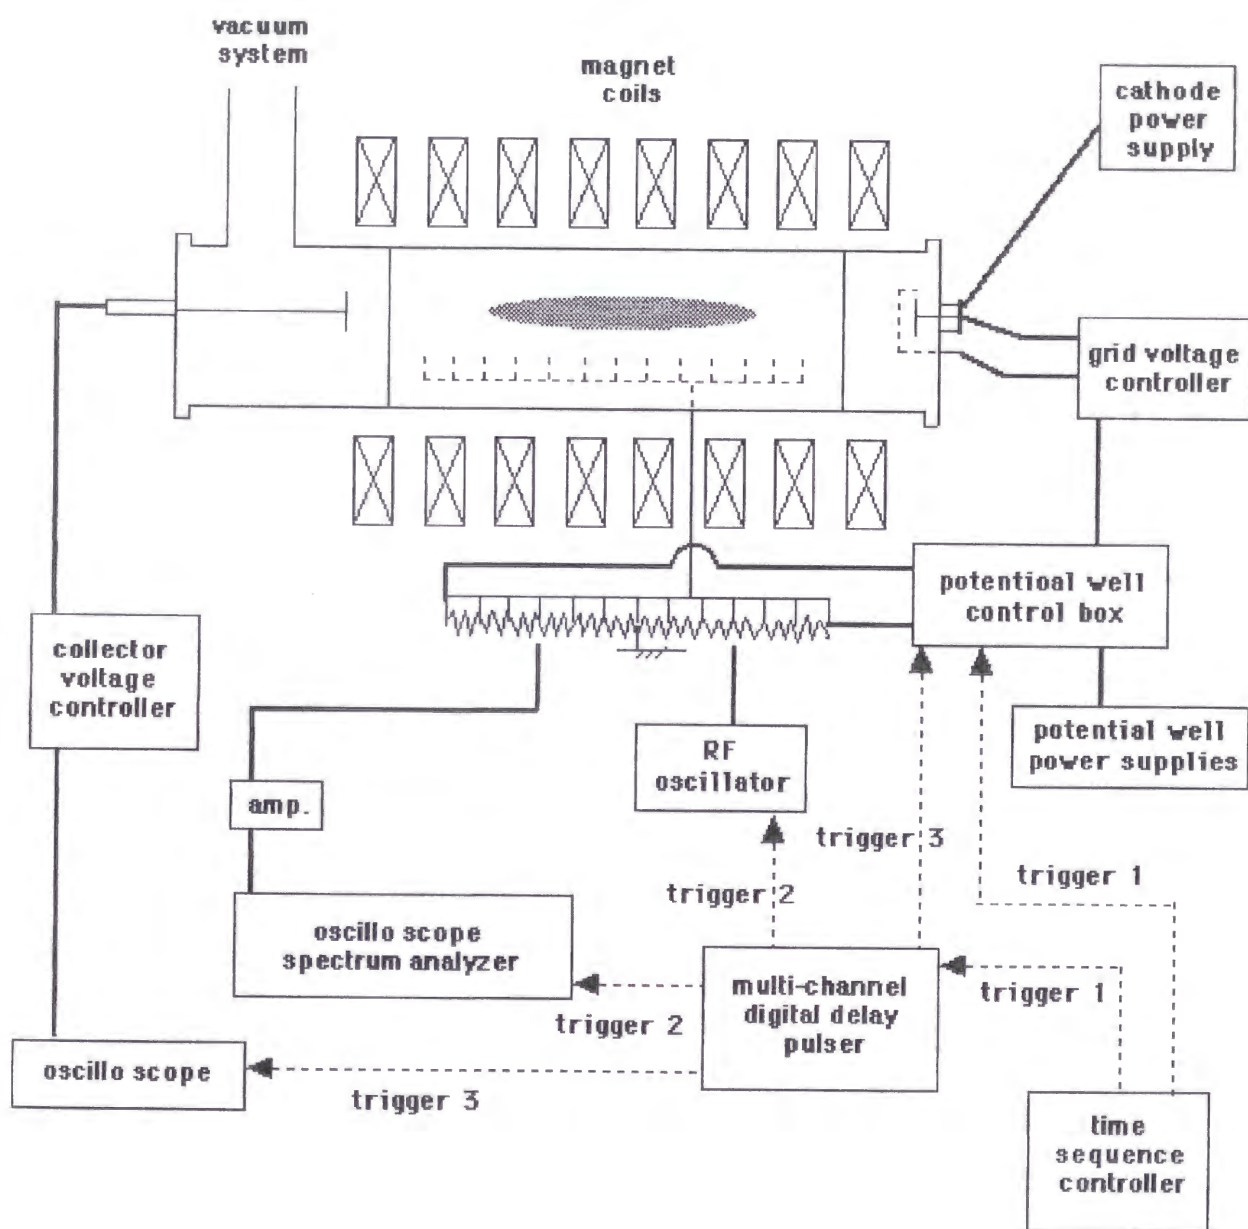 vacuum
system
magnet
coils
cathode
power
supply
grid voltage
controller
potentioal well
control box
collector
voltage
controller
RF
oscillator
potential well
power supplies
amp.
trigger 3
trigger 2
trigger 1
oscillo scope
spectrum analyzer
multi-channel
digital delay
pulser
trigger 1
trigger 2
oscillo scope
trigger 3
time
sequence
controller